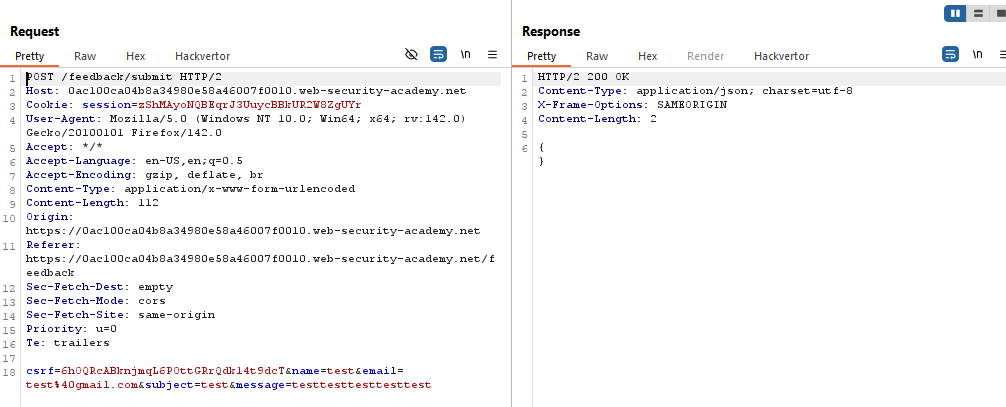 Request
Response
Pretty Raw Hex Hackvertor \n
Pretty Raw Hex Render Hackvertor \n
1 POST /feedback/submit HTTP/2
2 Host: 0ac100ca04b8a34980e58a46007f0010.web-security-academy.net
3 Cookie: session=zShMAyoNQBEqrJ3UuycBBkUR2W8ZgUYr
4 User-Agent: Mozilla/5.0 (Windows NT 10.0; Win64; x64; rv:142.0)
Gecko/20100101 Firefox/142.0
5 Accept: */*
6 Accept-Language: en-US,en;q=0.5
7 Accept-Encoding: gzip, deflate, br
8 Content-Type: application/x-www-form-urlencoded
9 Content-Length: 112
10 Origin:
https://0ac100ca04b8a34980e58a46007f0010.web-security-academy.net
11 Referer:
https://0ac100ca04b8a34980e58a46007f0010.web-security-academy.net/f
eedback
12 Sec-Fetch-Dest: empty
13 Sec-Fetch-Mode: cors
14 Sec-Fetch-Site: same-origin
15 Priority: u=0
16 Te: trailers
17
18 csrf=6h0QRcABknjmqL6P0ttGRrQdkl4t9dcT&name=test&email=
test%40gmail.com&subject=test&message=testtesttesttesttest
1 HTTP/2 200 OK
2 Content-Type: application/json; charset=utf-8
3 X-Frame-Options: SAMEORIGIN
4 Content-Length: 2
5
6 {
}